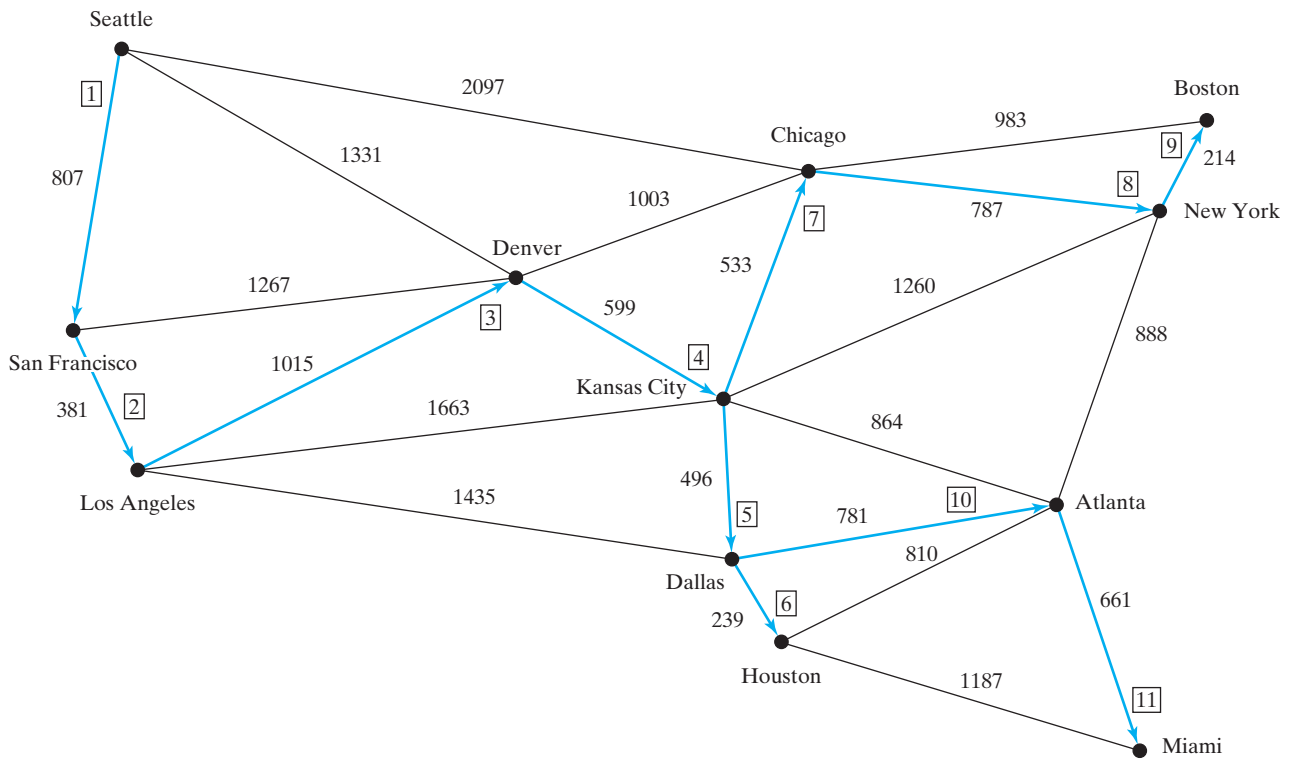 Seattle
1
2097
Boston
983
Chicago
9
214
1331
807
8
1003
787
New York
7
Denver
533
1267
599
1260
3
888
4
San Francisco
1015
Kansas City
381
2
1663
864
496
Los Angeles
1435
10
5
781
Atlanta
810
Dallas
6
661
239
Houston
1187
11
Miami